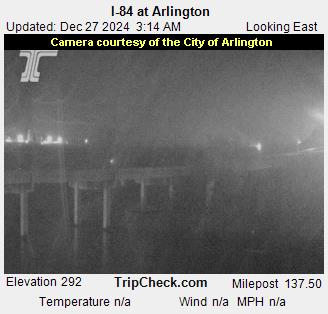 I-84 at Arlington
Updated: Dec 27 2024 3:14 AM Looking East
Camera courtesy of the City of Arlington
Elevation 292 TripCheck.com Milepost 137.50
Temperature n/a Wind n/a MPH n/a